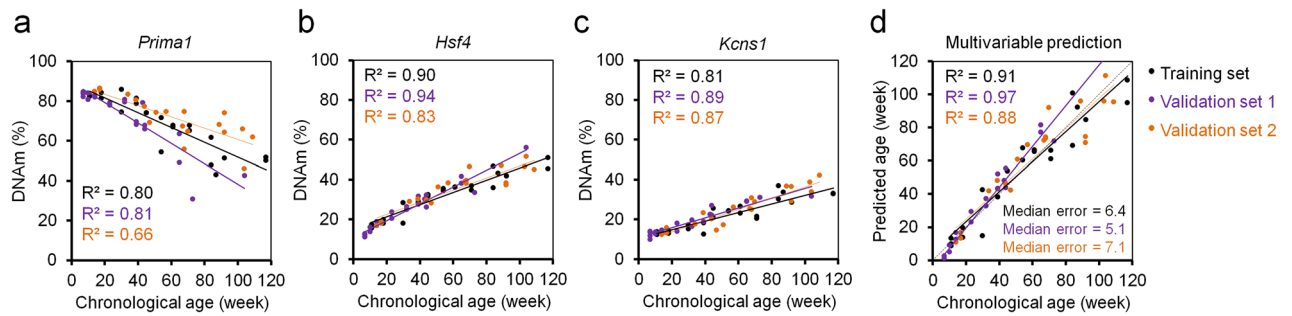 a
Prima1
100
80
60
40
20
0
DNAm (%)
R² = 0.80
R² = 0.81
R² = 0.66
0 20 40 60 80 100 120
Chronological age (week)
b
Hsf4
100
80
60
40
20
0
DNAm (%)
R² = 0.90
R² = 0.94
R² = 0.83
0 20 40 60 80 100 120
Chronological age (week)
c
Kcns1
100
80
60
40
20
0
DNAm (%)
R² = 0.81
R² = 0.89
R² = 0.87
0 20 40 60 80 100 120
Chronological age (week)
d
Multivariable prediction
120
100
80
60
40
20
0
Predicted age (week)
R² = 0.91
R² = 0.97
R² = 0.88
Median error = 6.4
Median error = 5.1
Median error = 7.1
0 20 40 60 80 100 120
Chronological age (week)
Training set
Validation set 1
Validation set 2